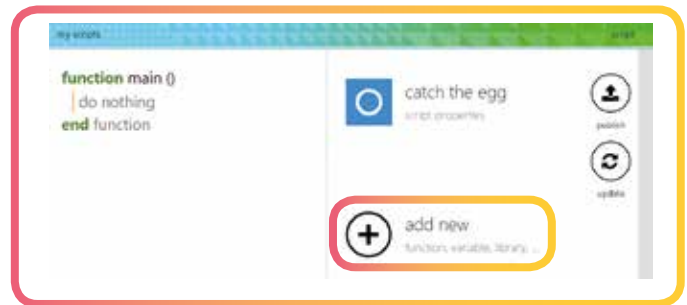 my scripts
script
function main ()
do nothing
end function
catch the egg
script properties
publish
update
add new
function, variable, library, ...